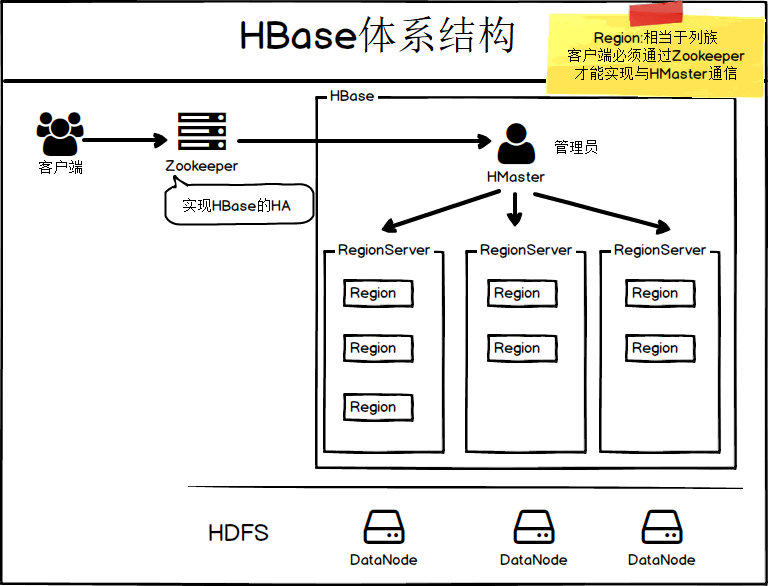 HBase体系结构
Region:相当于列族
客户端必须通过Zookeeper
才能实现与HMaster通信
HBase
客户端
Zookeeper
实现HBase的HA
管理员
HMaster
RegionServer
RegionServer
RegionServer
Region
Region
Region
Region
Region
Region
Region
HDFS
DataNode
DataNode
DataNode